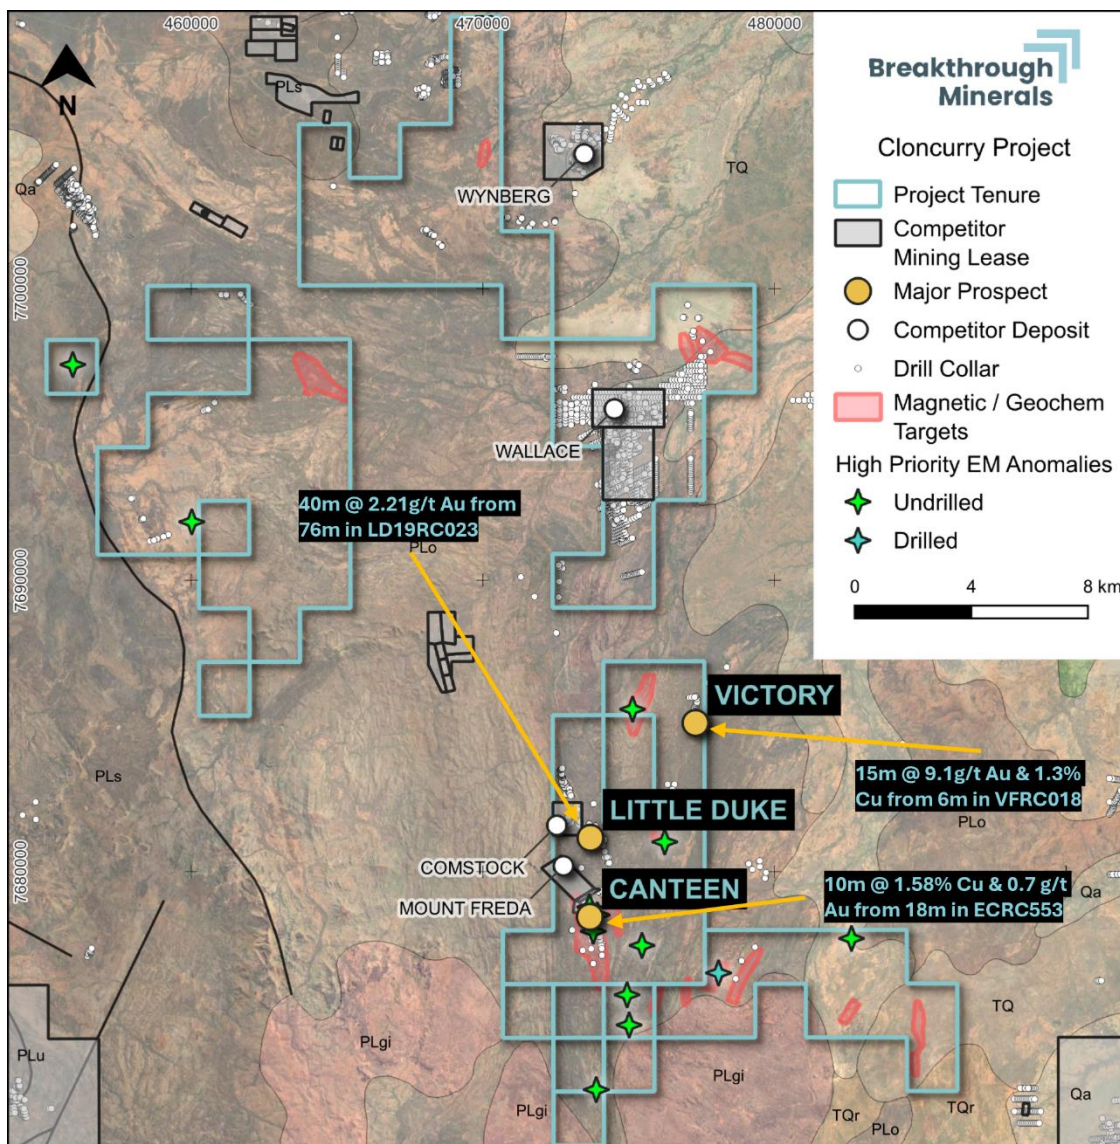 460000
470000
480000
7700000
7690000
7680000
N
Breakthrough
Minerals
Cloncurry Project
Project Tenure
Competitor
Mining Lease
Major Prospect
Competitor Deposit
Drill Collar
Magnetic / Geochem
Targets
High Priority EM Anomalies
Undrilled
Drilled
0 4 8 km
PLs
Qa
WYNBERG
TQ
WALLACE
40m @ 2.21g/t Au from
76m in LD19RC023
PLo
VICTORY
15m @ 9.1g/t Au & 1.3%
Cu from 6m in VFRC018
PLo
PLs
LITTLE DUKE
COMSTOCK
CANTEEN
MOUNT FREDA
10m @ 1.58% Cu & 0.7 g/t
Au from 18m in ECRC553
Qa
TQ
PLu
PLgi
PLgi
PLgi
TQr
TQr
PLo
Qa